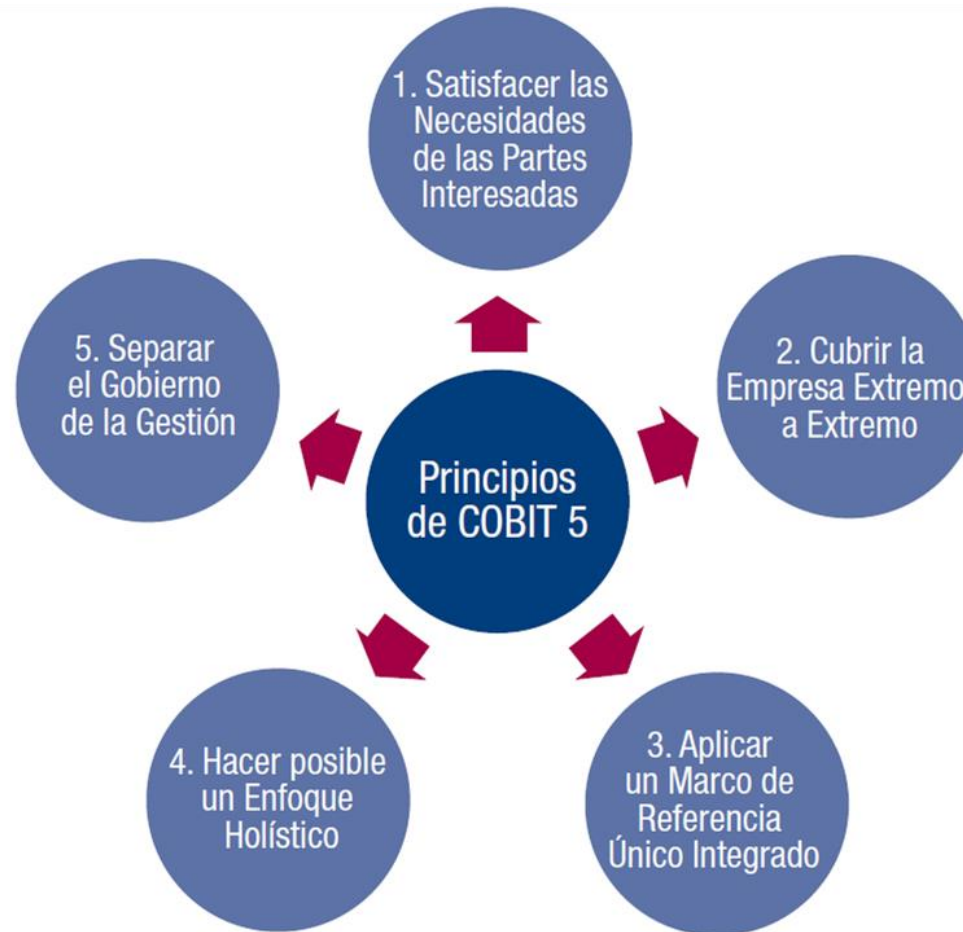 1. Satisfacer las
Necesidades
de las Partes
Interesadas
5. Separar
el Gobierno
de la Gestión
2. Cubrir la
Empresa Extremo
a Extremo
Principios
de COBIT 5
4. Hacer posible
un Enfoque
Holístico
3. Aplicar
un Marco de
Referencia
Único Integrado